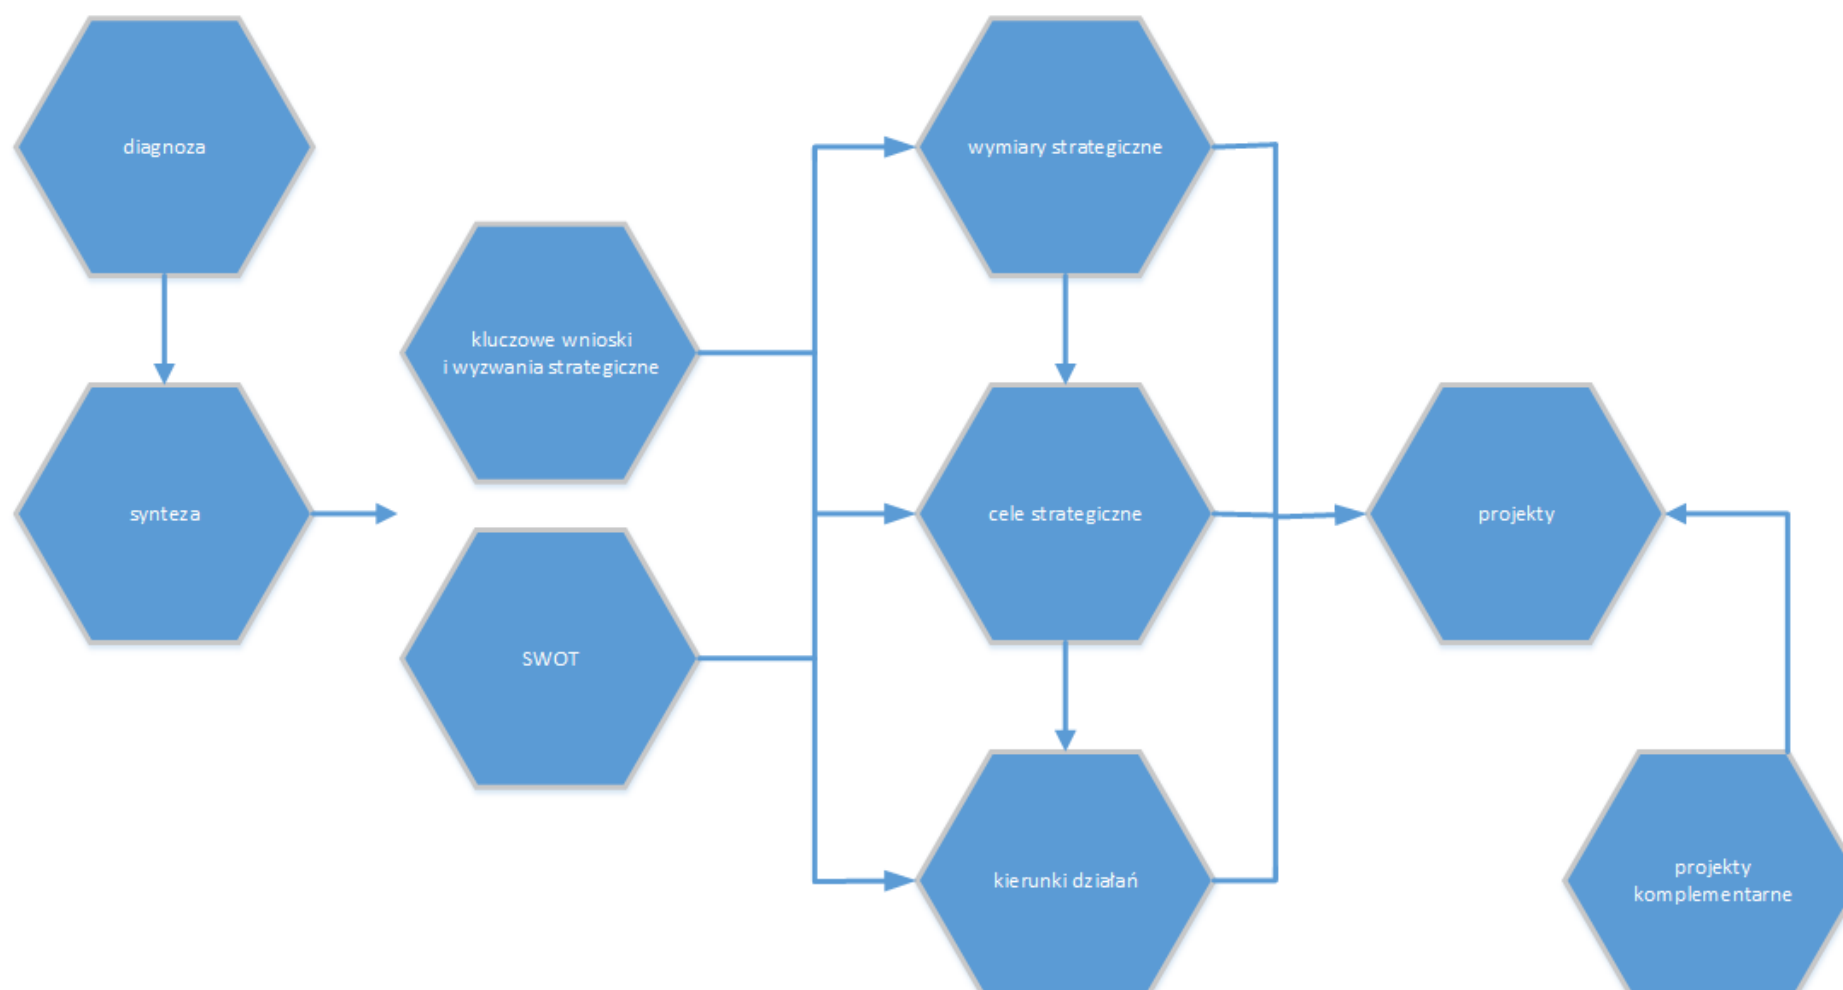 diagnoza
wymiary strategiczne
kluczowe wnioski
i wyzwania strategiczne
synteza
cele strategiczne
projekty
SWOT
kierunki działań
projekty
komplementarne